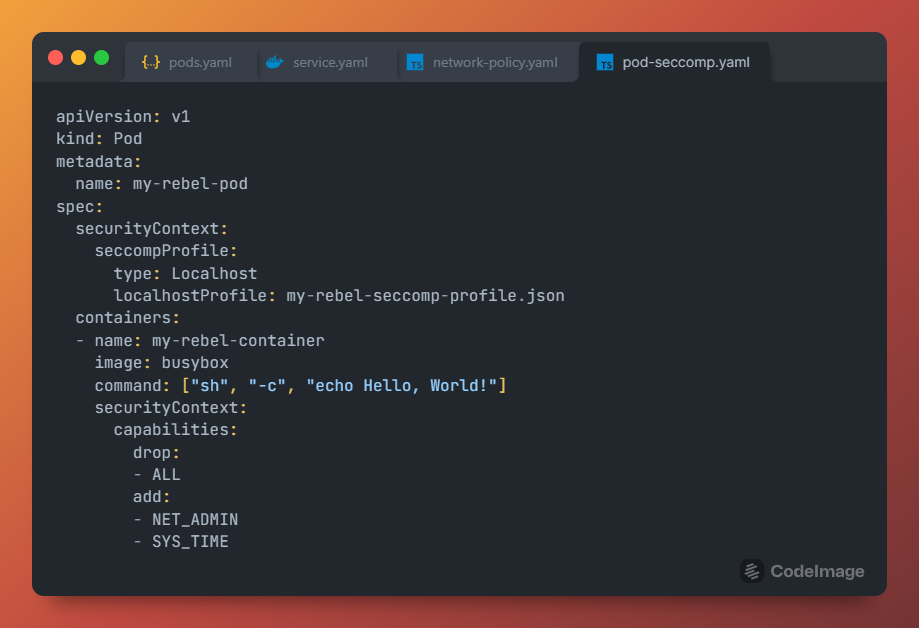 pods.yaml
service.yaml
network-policy.yaml
pod-seccomp.yaml
apiVersion: v1
kind: Pod
metadata:
  name: my-rebel-pod
spec:
  securityContext:
    seccompProfile:
      type: Localhost
      localhostProfile: my-rebel-seccomp-profile.json
  containers:
  - name: my-rebel-container
    image: busybox
    command: ["sh", "-c", "echo Hello, World!"]
    securityContext:
      capabilities:
        drop:
        - ALL
        add:
        - NET_ADMIN
        - SYS_TIME
CodeImage